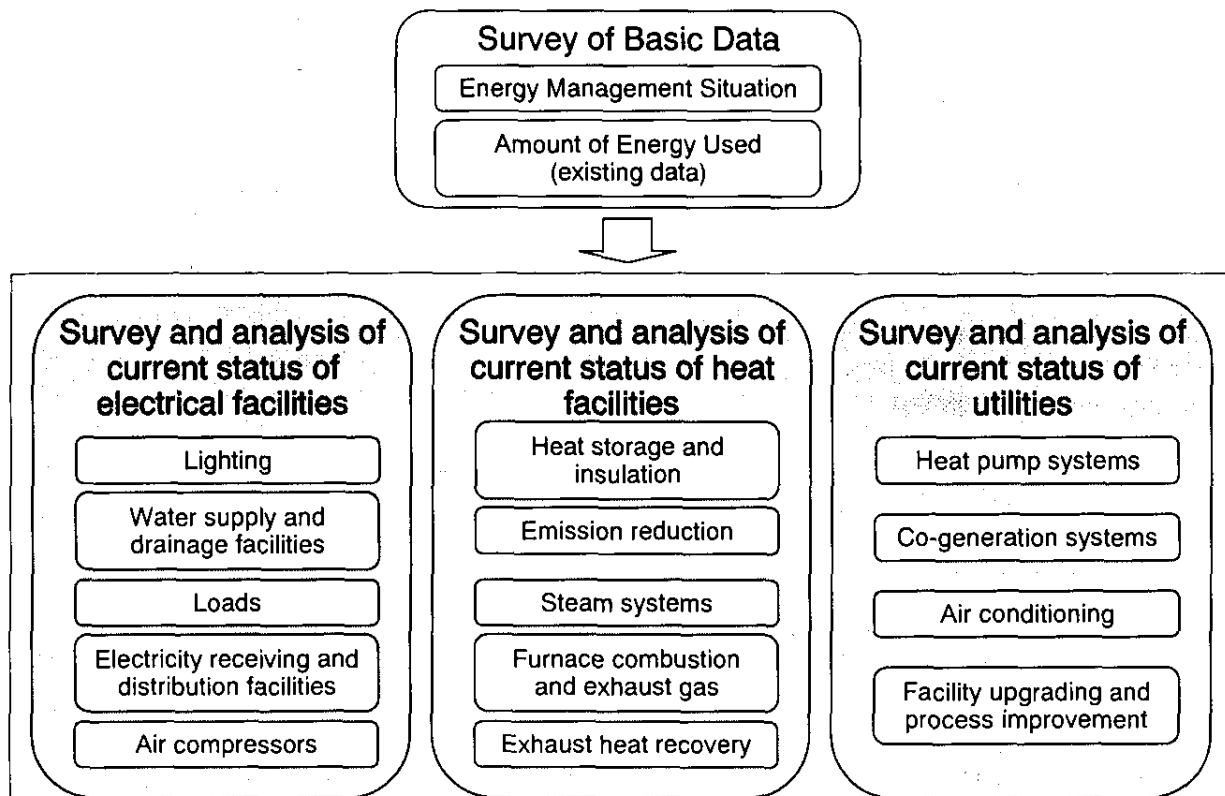 Survey of Basic Data
Energy Management Situation
Amount of Energy Used
(existing data)
Survey and analysis of
current status of
electrical facilities
Lighting
Water supply and
drainage facilities
Loads
Electricity receiving and
distribution facilities
Air compressors
Survey and analysis of
current status of heat
facilities
Heat storage and
insulation
Emission reduction
Steam systems
Furnace combustion
and exhaust gas
Exhaust heat recovery
Survey and analysis of
current status of
utilities
Heat pump systems
Co-generation systems
Air conditioning
Facility upgrading and
process improvement